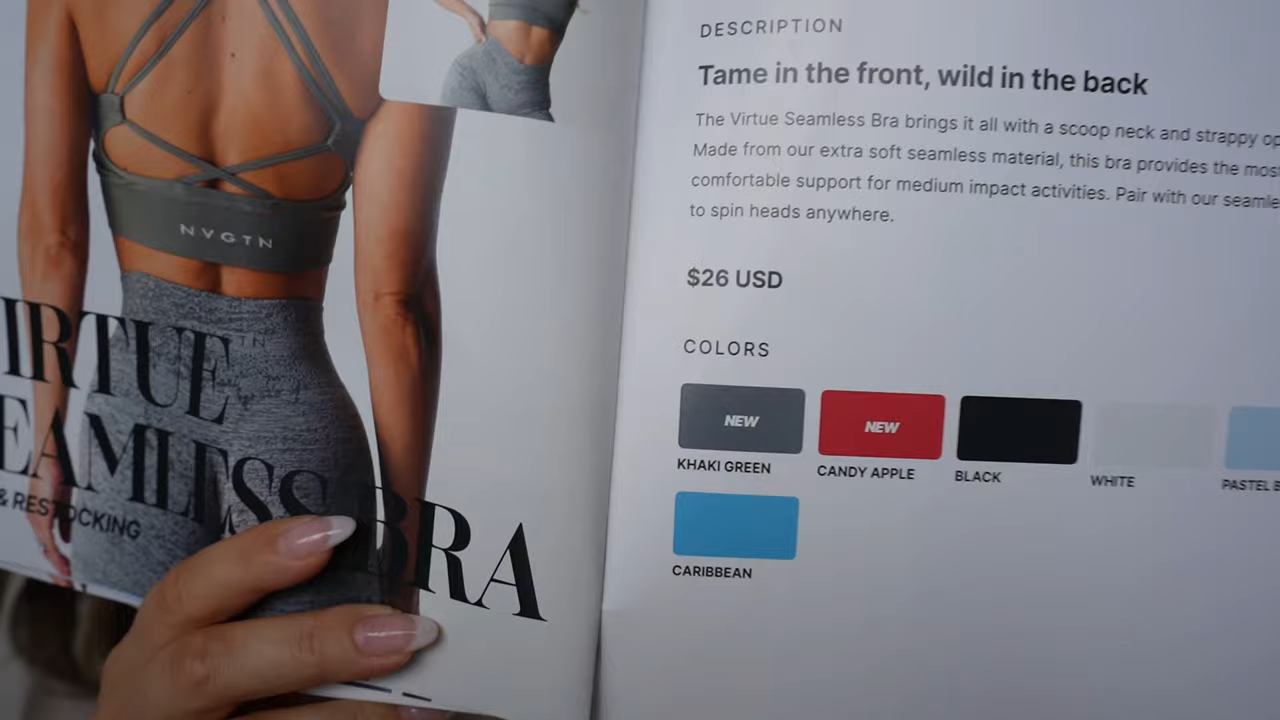 NVGTN
IRTUE
EAMLESS BRA
& RESTOCKING
DESCRIPTION
Tame in the front, wild in the back
The Virtue Seamless Bra brings it all with a scoop neck and strappy op
Made from our extra soft seamless material, this bra provides the most
comfortable support for medium impact activities. Pair with our seamle
to spin heads anywhere.
$26 USD
COLORS
NEW
NEW
KHAKI GREEN
CANDY APPLE
BLACK
WHITE
PASTEL B
CARIBBEAN